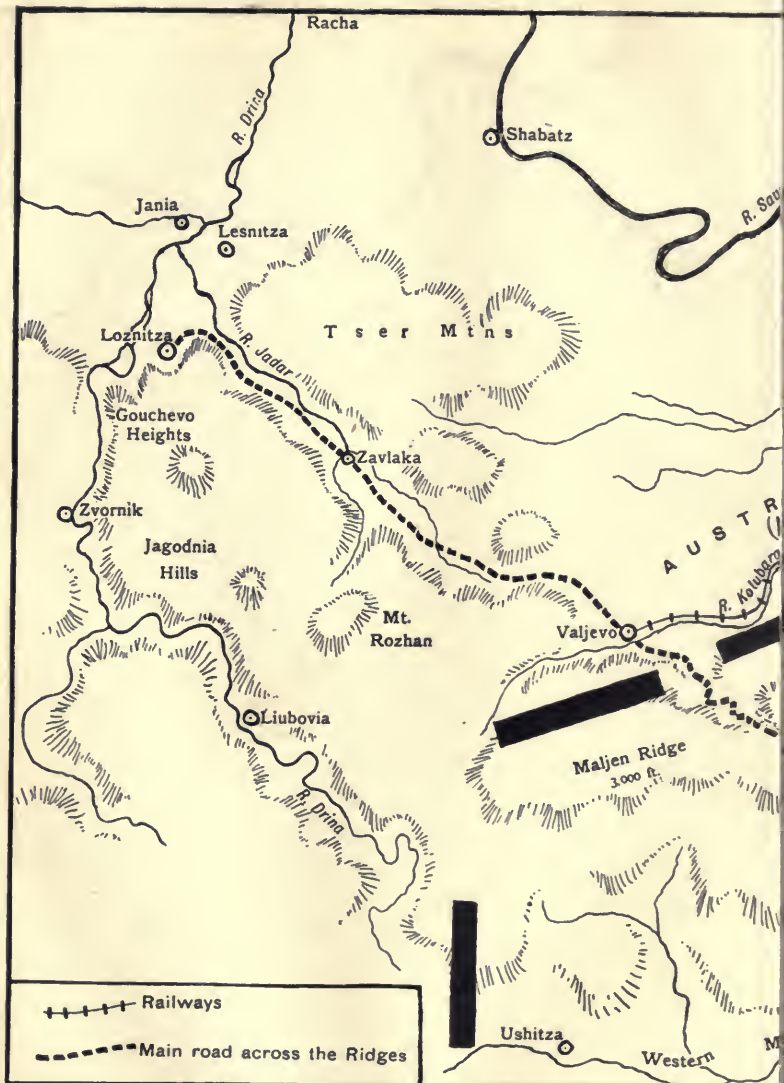 Racha
R. Drina
Shabatz
R. Sav
Jania
Lesnitza
Loznitza
R. Jadar
Tser Mtns
Gouchevo
Heights
Zavlaka
Zvornik
Jagodnia
Hills
Mt.
Rozhan
AUSTR
R. Kolubara
Valjevo
Liubovia
Maljen Ridge
3.000 ft.
R. Drina
Railways
Main road across the Ridges
Ushitza
Western
M